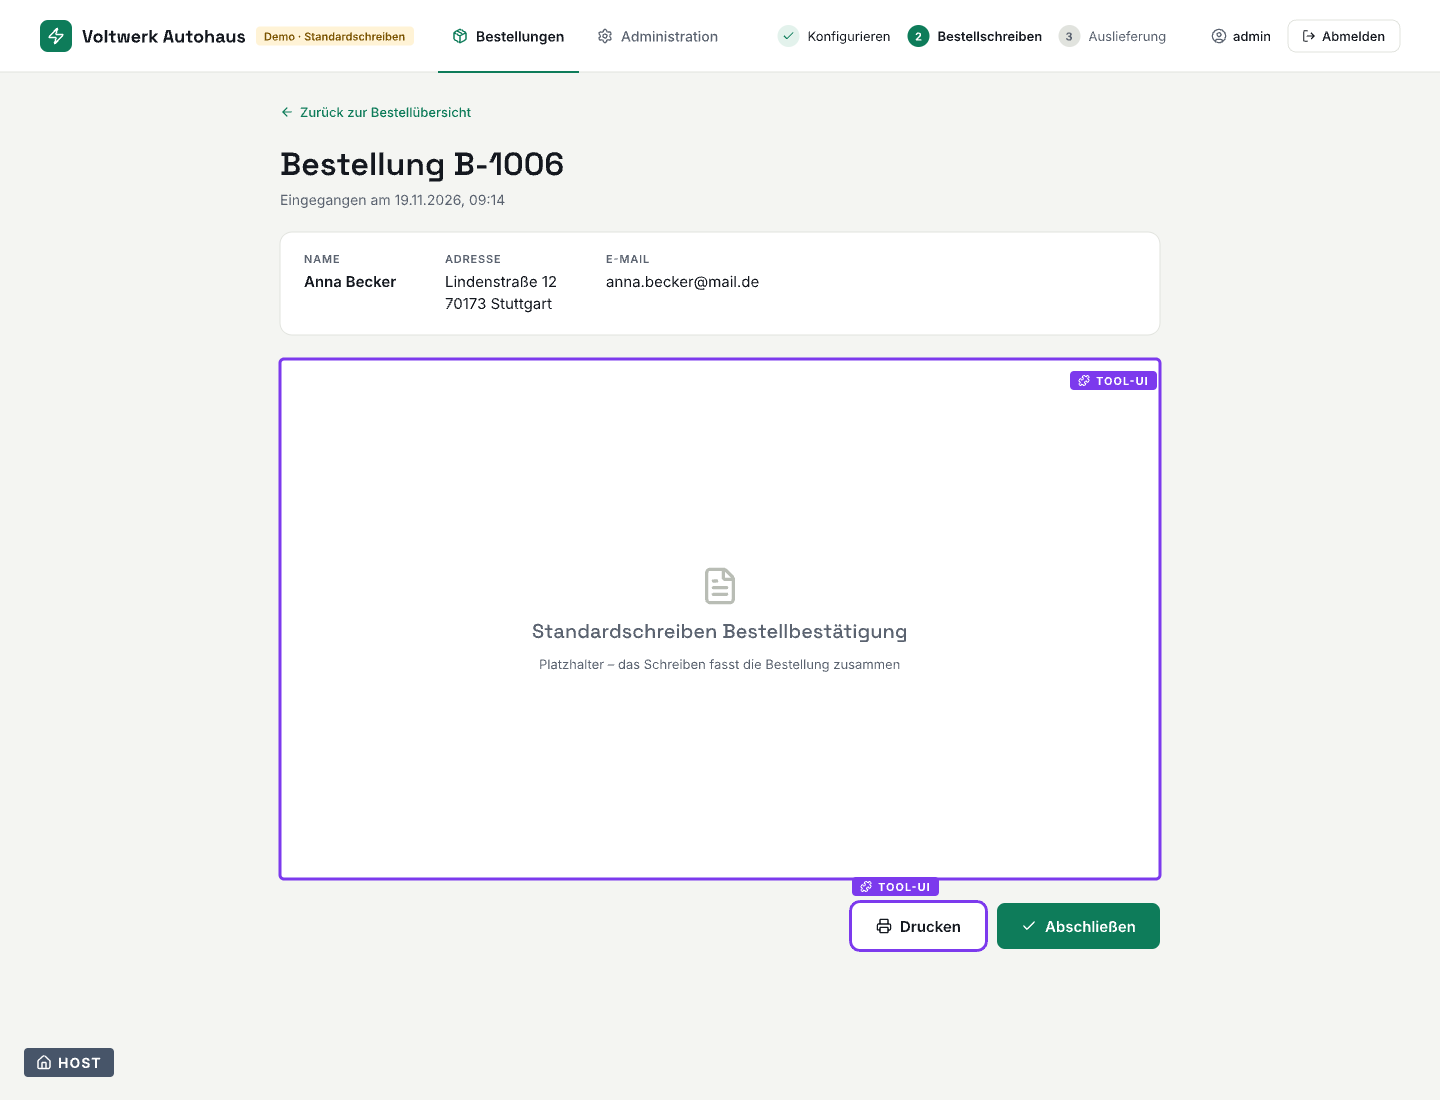 Voltwerk Autohaus
Demo · Standardschreiben
Bestellungen
Administration
Konfigurieren
2 Bestellschreiben
3 Auslieferung
admin
Abmelden
← Zurück zur Bestellübersicht
Bestellung B-1006
Eingegangen am 19.11.2026, 09:14
NAME
Anna Becker
ADRESSE
Lindenstraße 12
70173 Stuttgart
E-MAIL
anna.becker@mail.de
TOOL-UI
Standardschreiben Bestellbestätigung
Platzhalter – das Schreiben fasst die Bestellung zusammen
TOOL-UI
Drucken
Abschließen
HOST